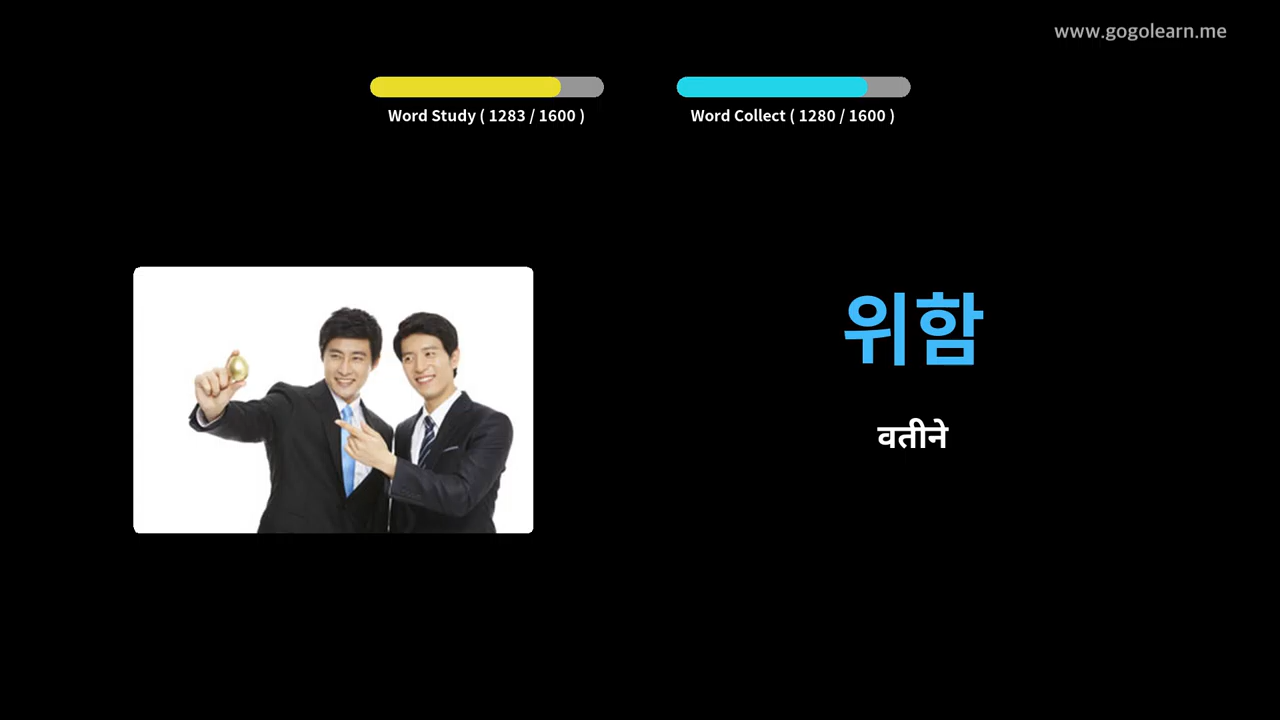 www.gogolearn.me
Word Study ( 1283 / 1600 )
Word Collect ( 1280 / 1600 )
위함
वतीने